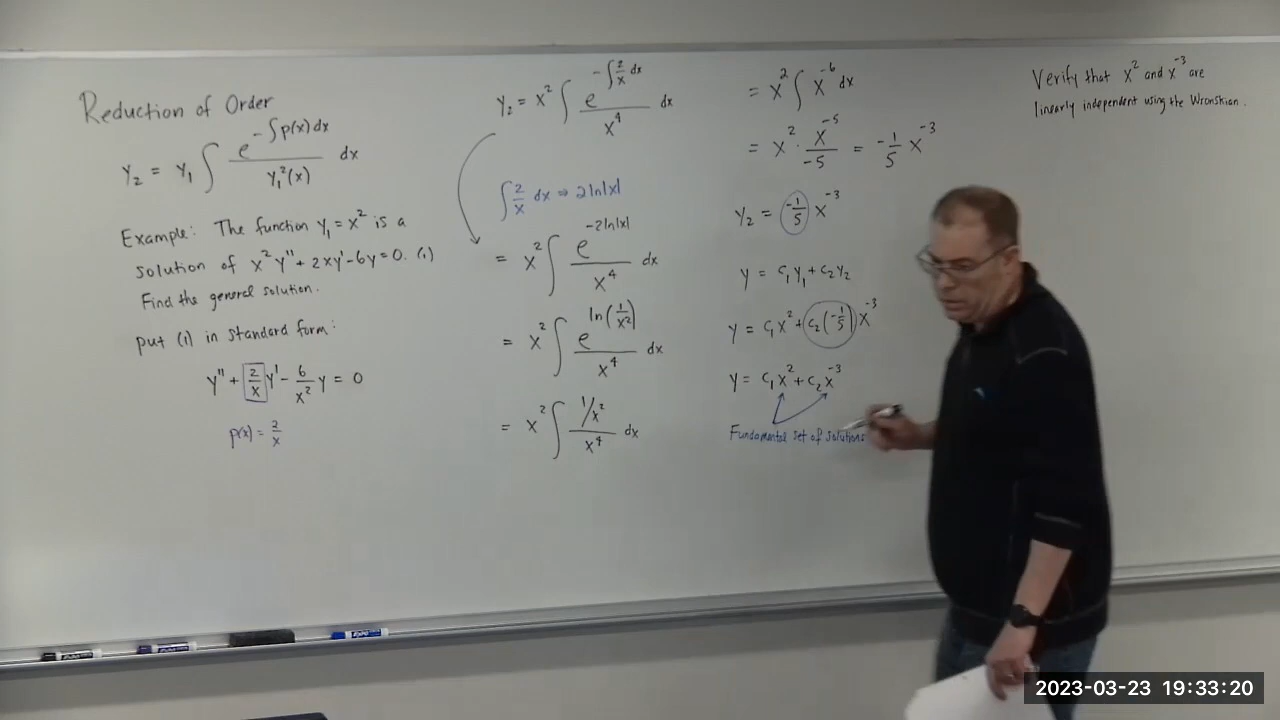 Reduction of Order
y₂ = y₁ ∫ e^(-∫p(x)dx) / y₁²(x) dx
Example: The function y₁ = x² is a
solution of x²y'' + 2xy' - 6y = 0. (1)
Find the general solution.
put (1) in standard form:
y'' + 2/x y' - 6/x² y = 0
p(x) = 2/x
y₂ = x² ∫ e^(-∫2/x dx) / x⁴ dx
∫ 2/x dx ⇒ 2ln|x|
= x² ∫ e^(-2ln|x|) / x⁴ dx
= x² ∫ e^(ln(1/x²)) / x⁴ dx
= x² ∫ (1/x²) / x⁴ dx
= x² ∫ x⁻⁶ dx
= x² · x⁻⁵/-5 = -1/5 x⁻³
y₂ = -1/5 x⁻³
y = c₁y₁ + c₂y₂
y = c₁x² + c₂(-1/5)x⁻³
y = c₁x² + c₂x⁻³
Fundamental set of solutions
Verify that x² and x⁻³ are
linearly independent using the Wronskian.
2023-03-23 19:33:20